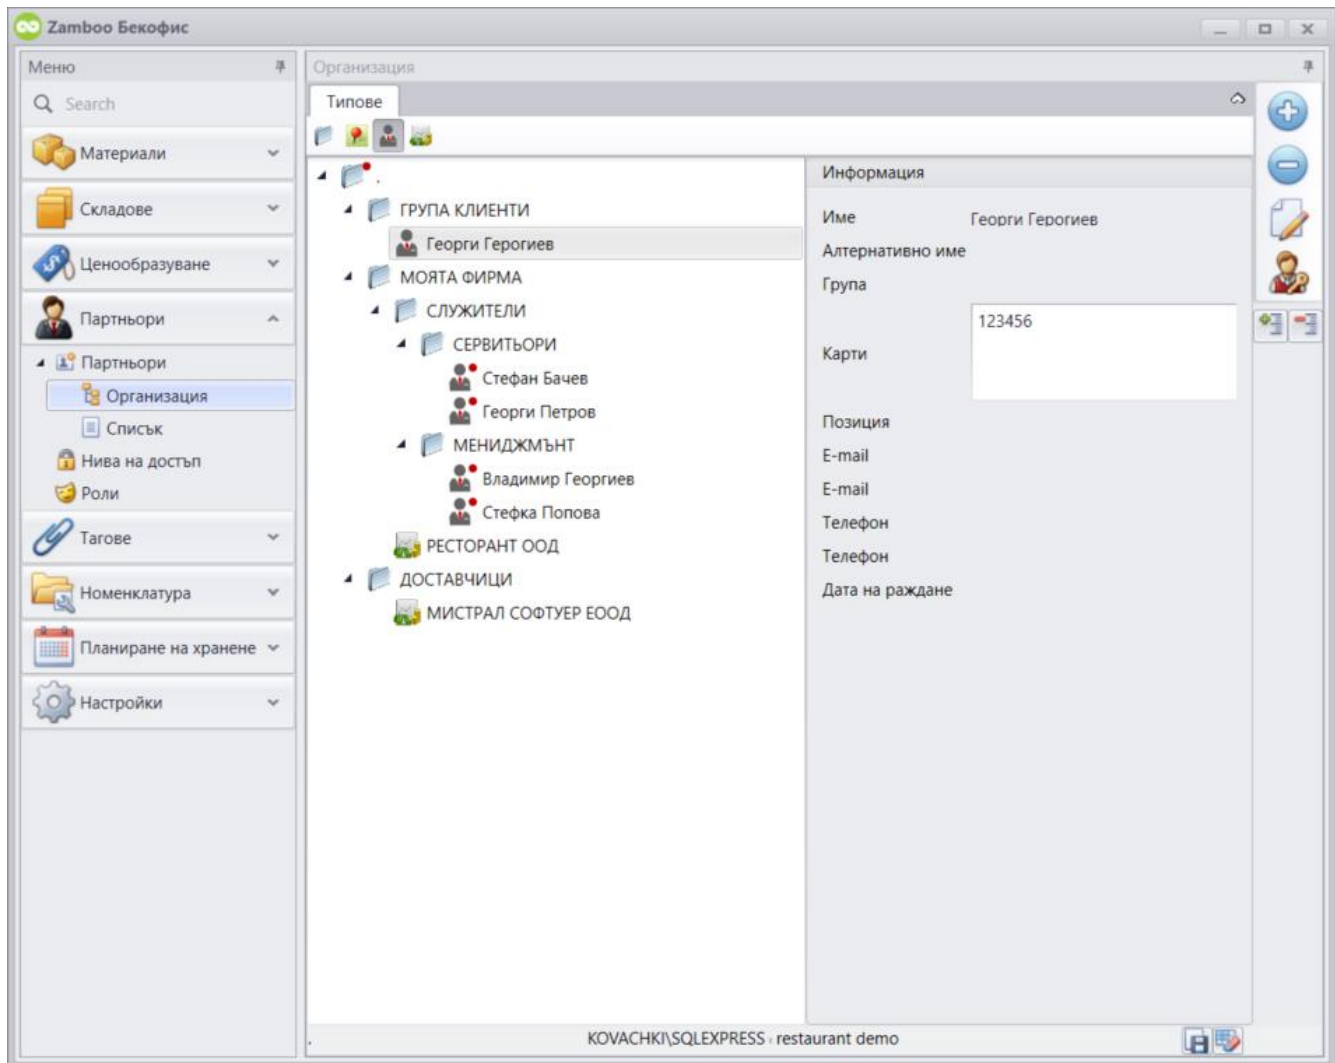 Zamboo Бекофис
Меню
Search
Материали
Складове
Ценообразуване
Партньори
Партньори
Организация
Списък
Нива на достъп
Роли
Тагове
Номенклатура
Планиране на хранене
Настройки
Организация
Типове
.
ГРУПА КЛИЕНТИ
Георги Герогиев
МОЯТА ФИРМА
СЛУЖИТЕЛИ
СЕРВИТЬОРИ
Стефан Бачев
Георги Петров
МЕНИДЖМЪНТ
Владимир Георгиев
Стефка Попова
РЕСТОРАНТ ООД
ДОСТАВЧИЦИ
МИСТРАЛ СОФТУЕР ЕООД
Информация
Име Георги Герогиев
Алтернативно име
Група
Карти 123456
Позиция
E-mail
E-mail
Телефон
Телефон
Дата на раждане
. KOVACHKI\SQLEXPRESS restaurant demo